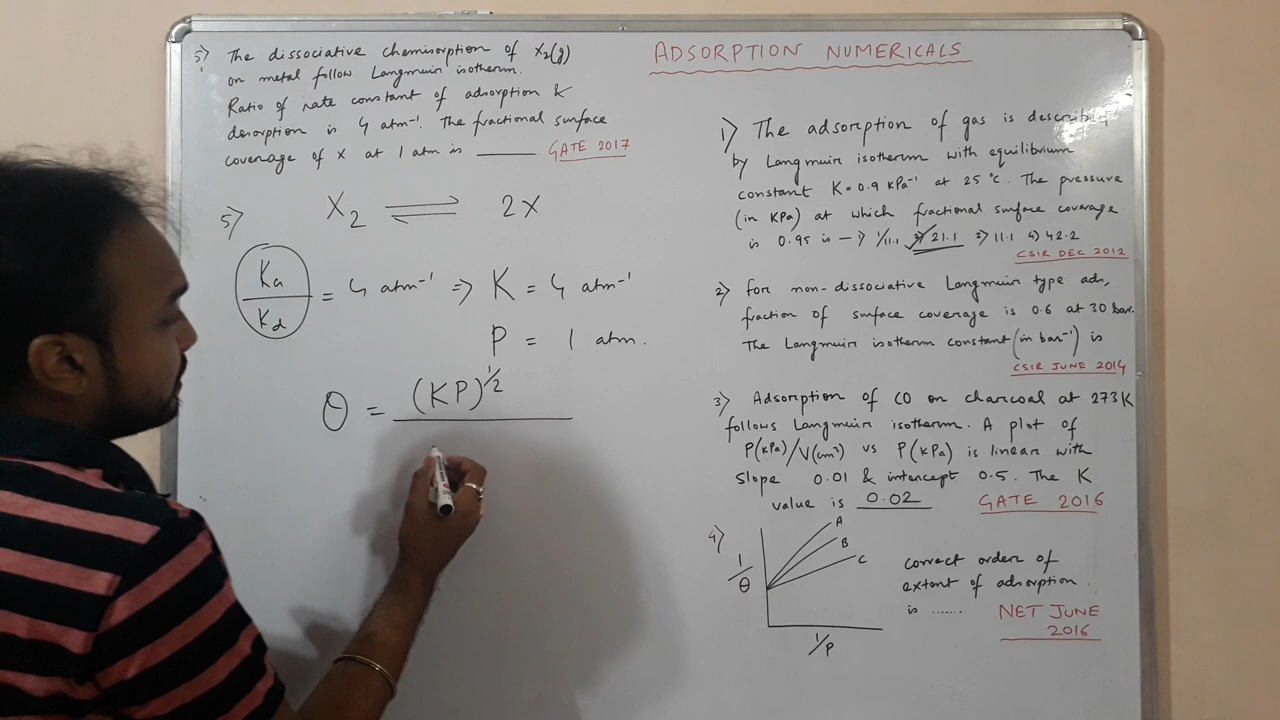 ADSORPTION NUMERICALS
5) The dissociative chemisorption of X2(g)
on metal follow Langmuir isotherm.
Ratio of rate constant of adsorption &
desorption is 4 atm⁻¹. The fractional surface
coverage of X at 1 atm is ______ GATE 2017
5) X₂ ⇌ 2X
Ka/Kd = 4 atm⁻¹ ⇒ K = 4 atm⁻¹
P = 1 atm.
θ = (KP)^1/2
1) The adsorption of gas is described
by Langmuir isotherm with equilibrium
constant K = 0.9 KPa⁻¹ at 25 °C. The pressure
(in KPa) at which fractional surface coverage
is 0.95 is → 1) 1/11.1 2) 21.1 3) 11.1 4) 42.2
CSIR DEC 2012
2) For non-dissociative Langmuir type ads,
fraction of surface coverage is 0.6 at 30 bar.
The Langmuir isotherm constant (in bar⁻¹) is
CSIR JUNE 2014
3) Adsorption of CO on charcoal at 273K
follows Langmuir isotherm. A plot of
P(KPa)/V(cm³) vs P(KPa) is linear with
slope 0.01 & intercept 0.5. The K
value is 0.02 GATE 2016
4) A
B
C
1/θ
1/P
correct order of
extent of adsorption
is ......
NET JUNE
2016